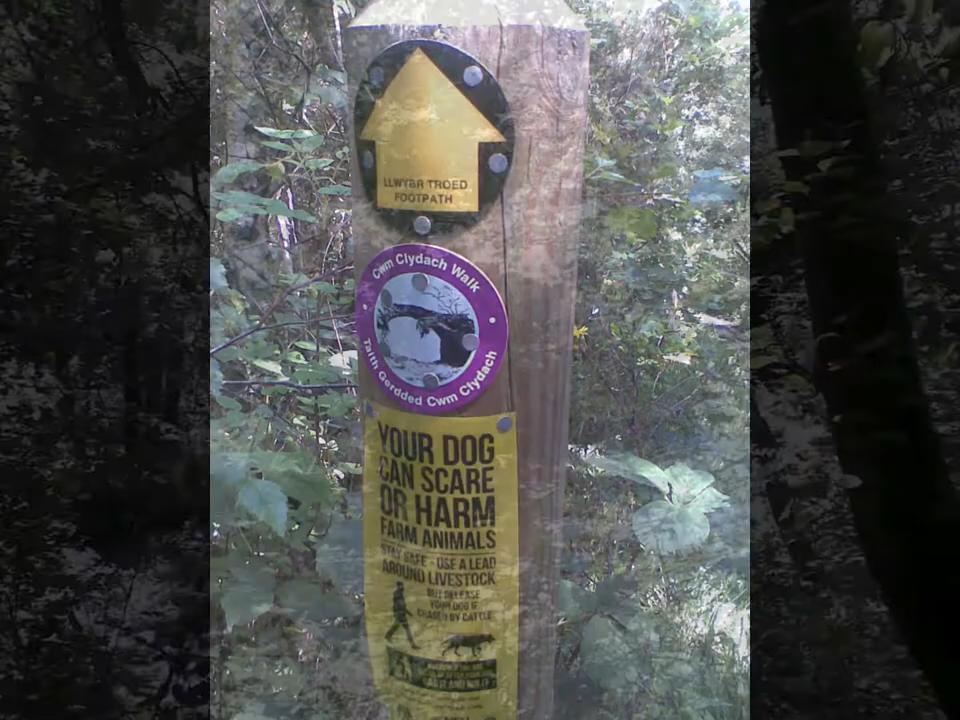 LLWYBR TROED
FOOTPATH
Cwm Clydach Walk
Taith Gerdded Cwm Clydach
YOUR DOG
CAN SCARE
OR HARM
FARM ANIMALS
STAY SAFE - USE A LEAD
AROUND LIVESTOCK
BUT RELEASE
YOUR DOG IF
CHASED BY CATTLE